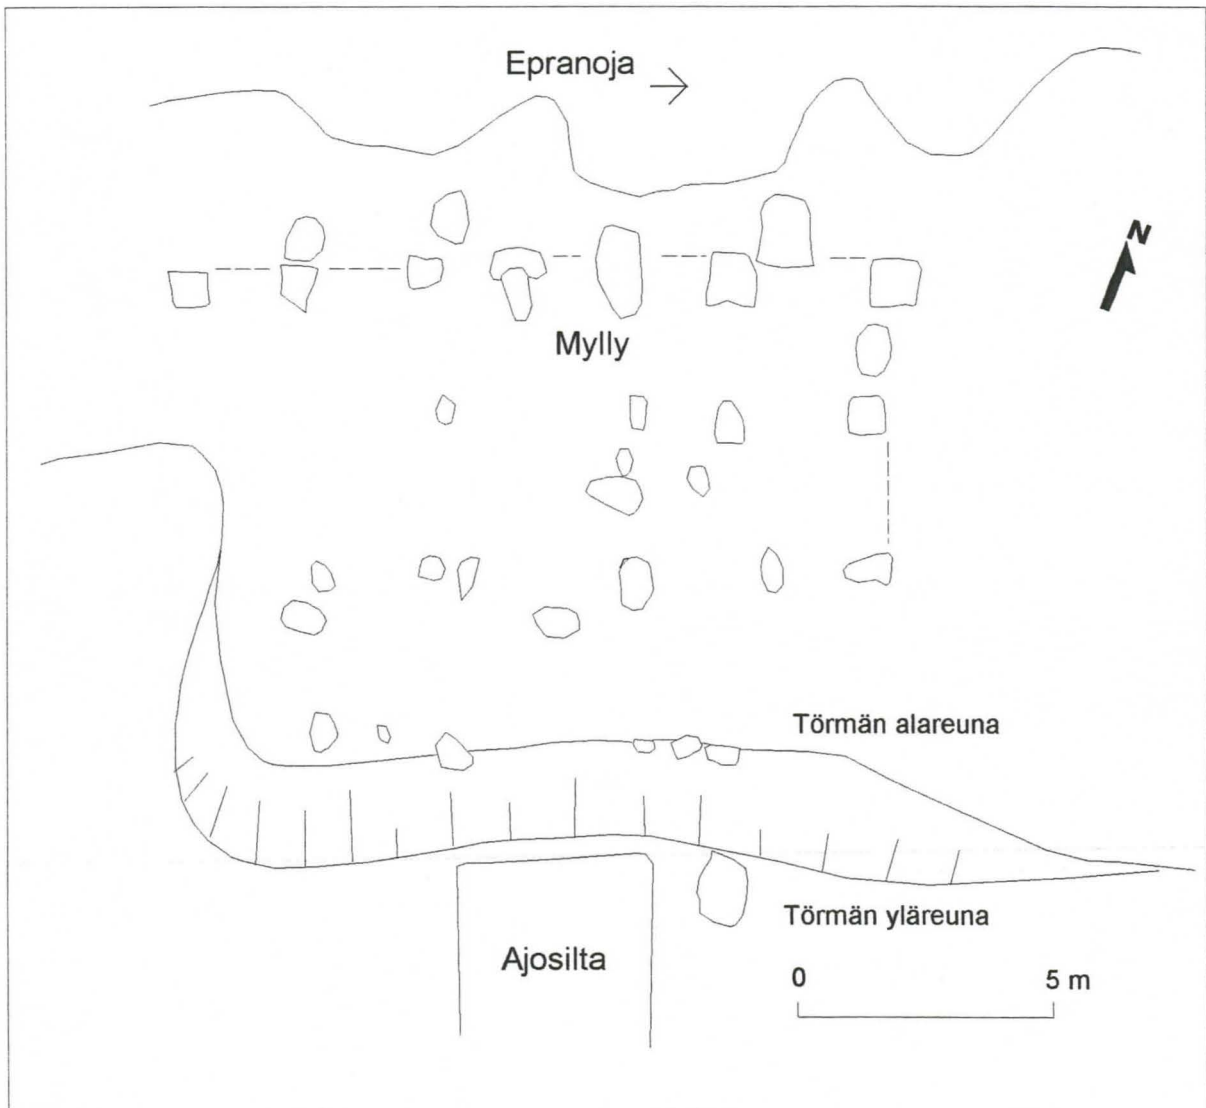 Epranoja
N
Mylly
Törmän alareuna
Törmän yläreuna
Ajosilta
0 5 m